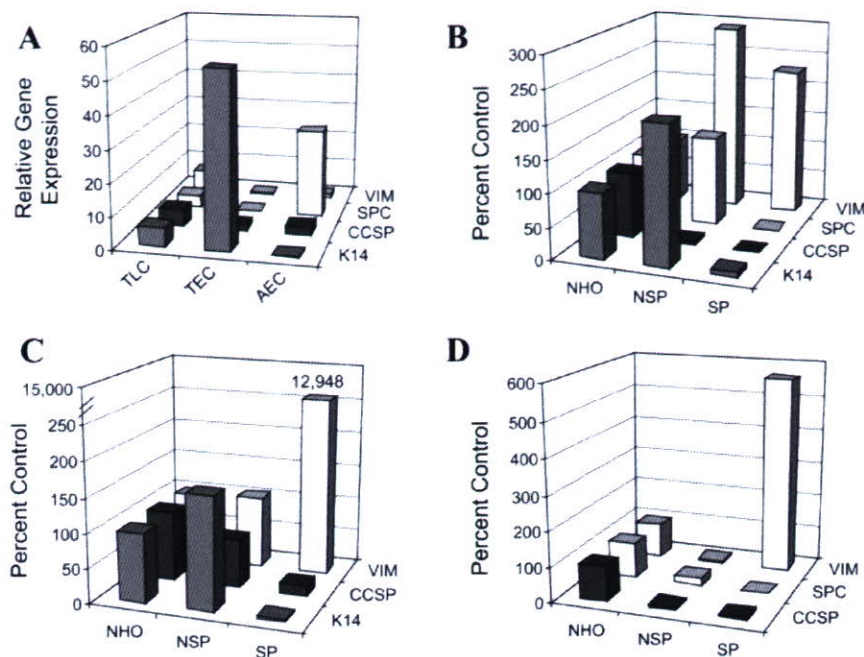 A
Relative Gene
Expression
60
50
40
30
20
10
0
TLC
TEC
AEC
VIM
SPC
CCSP
K14
B
Percent Control
300
250
200
150
100
50
0
NHO
NSP
SP
VIM
SPC
CCSP
K14
C
Percent Control
15,000
250
200
150
100
50
0
12,948
NHO
NSP
SP
VIM
CCSP
K14
D
Percent Control
600
500
400
300
200
100
0
NHO
NSP
SP
VIM
SPC
CCSP